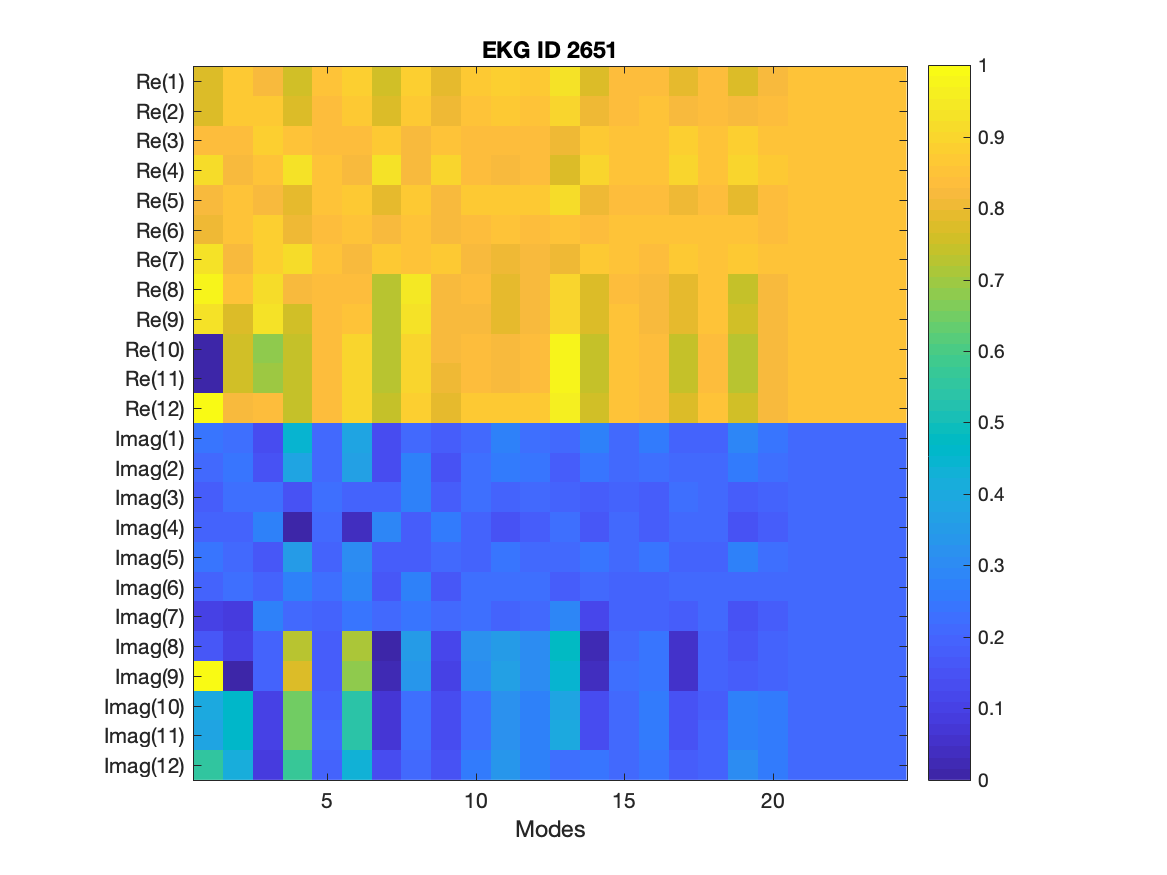 EKG ID 2651
Re(1)
Re(2)
Re(3)
Re(4)
Re(5)
Re(6)
Re(7)
Re(8)
Re(9)
Re(10)
Re(11)
Re(12)
Imag(1)
Imag(2)
Imag(3)
Imag(4)
Imag(5)
Imag(6)
Imag(7)
Imag(8)
Imag(9)
Imag(10)
Imag(11)
Imag(12)
5 10 15 20
Modes
1
0.9
0.8
0.7
0.6
0.5
0.4
0.3
0.2
0.1
0